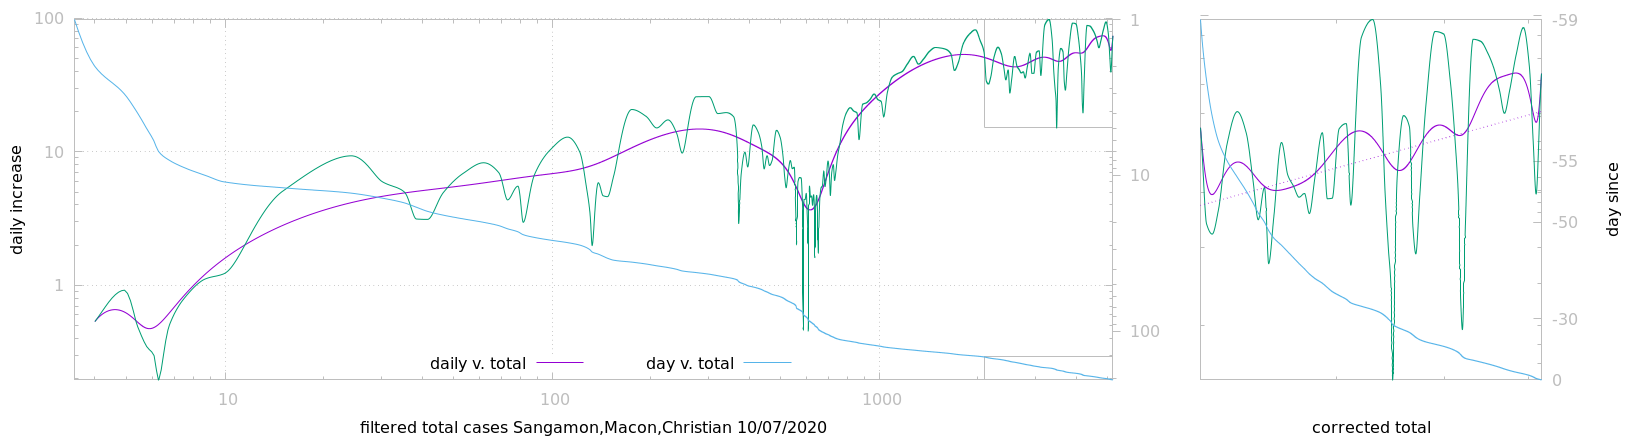 100
10
1
daily increase
10
100
1000
filtered total cases Sangamon,Macon,Christian 10/07/2020
daily v. total
day v. total
1
10
100
-59
-55
-50
-30
0
day since
corrected total